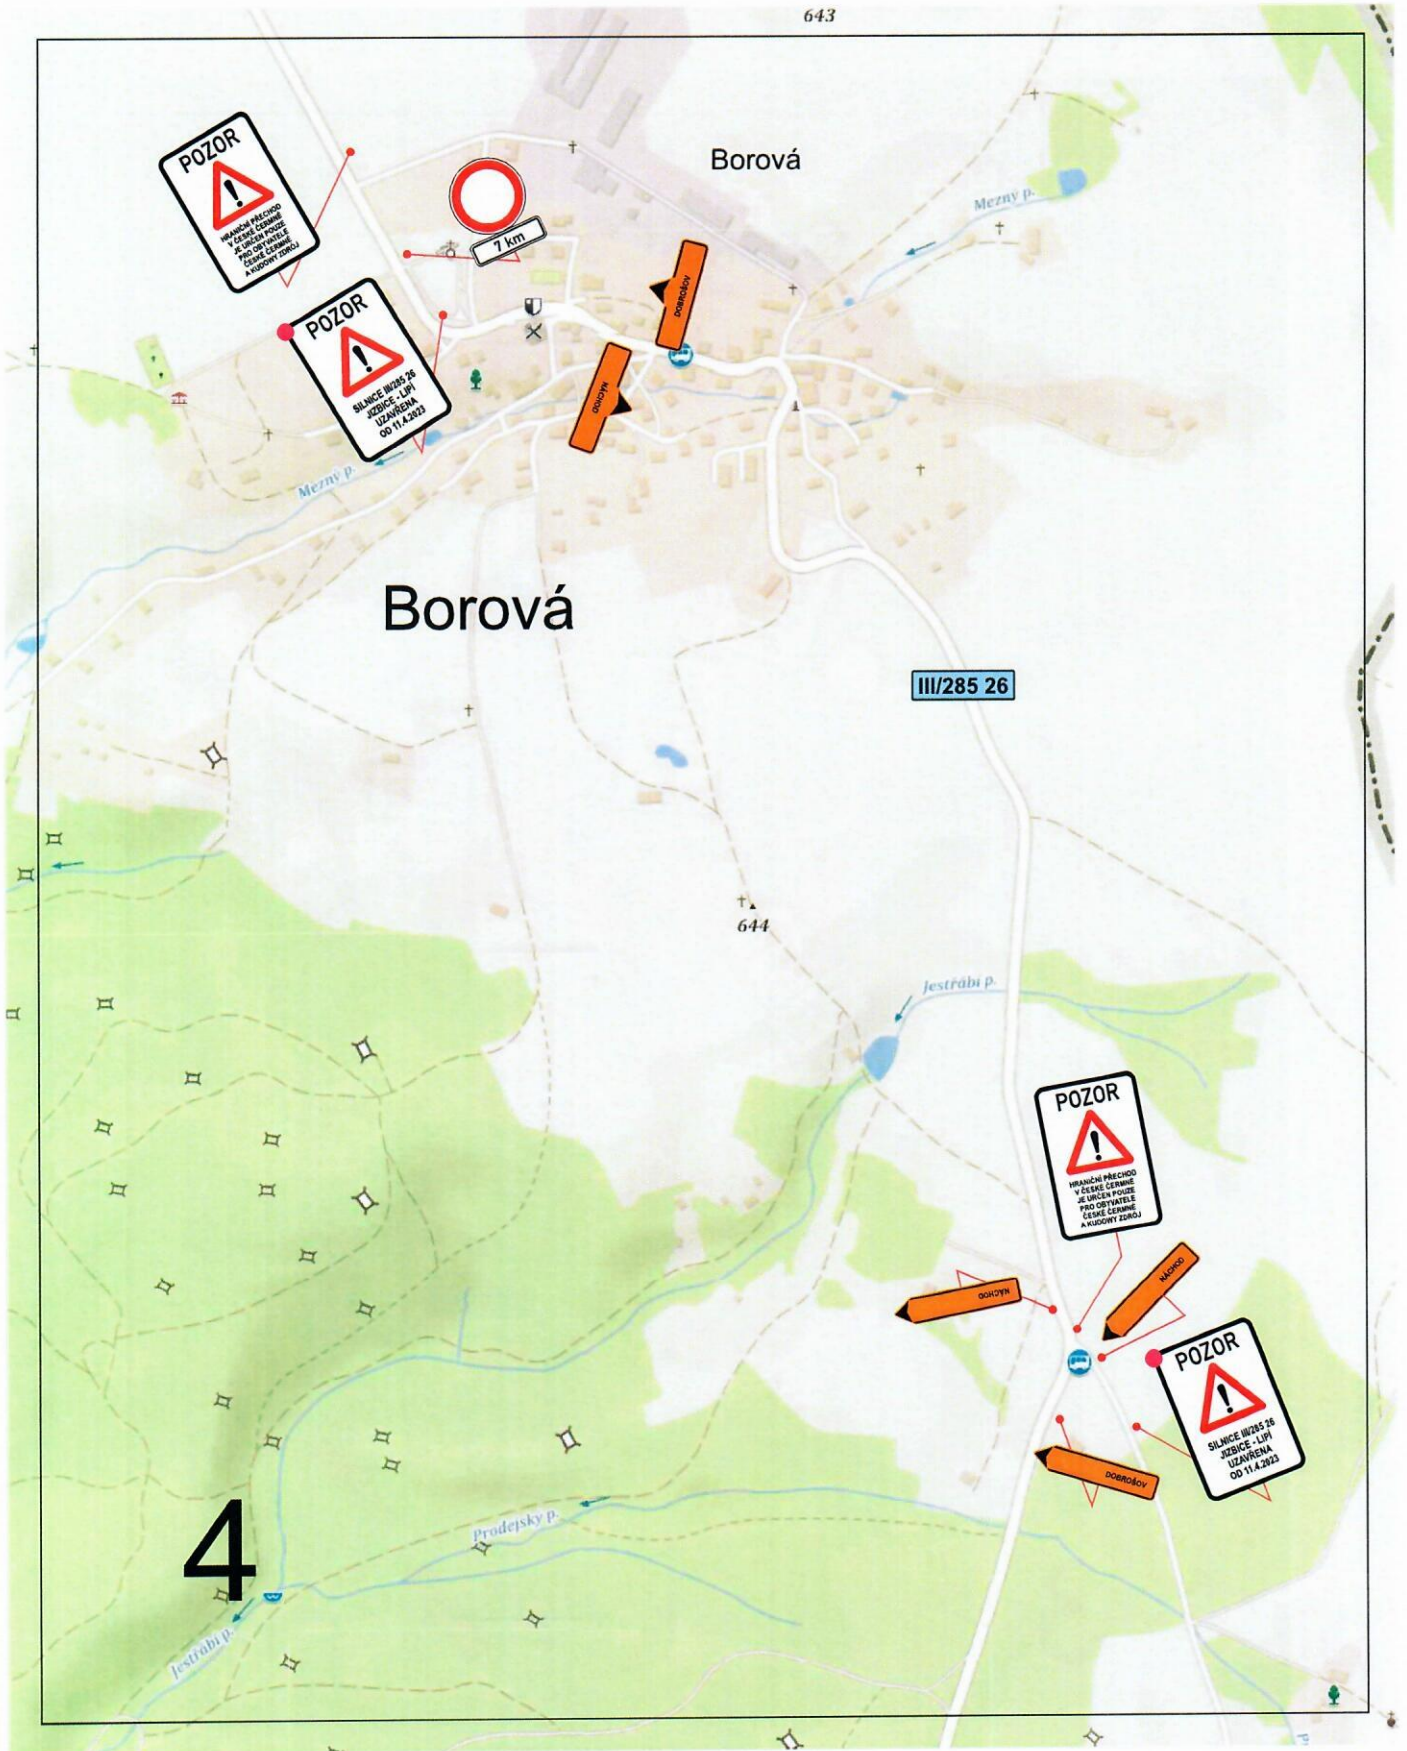 643
Borová
POZOR
!
HRANIČNÍ PŘECHOD
V ČESKÉ ČERMNÉ
JE URČEN POUZE
PRO OBYVATELE
ČESKÉ ČERMNÉ
A KUDOWY ZDRÓJ
7 km
Mezný p.
DOBROŠOV
POZOR
!
SILNICE III/285 26
JIZBICE - LIPÍ
UZAVŘENA
OD 11.4.2023
NÁCHOD
Mezný p.
Borová
III/285 26
644
Jestřábí p.
POZOR
!
HRANIČNÍ PŘECHOD
V ČESKÉ ČERMNÉ
JE URČEN POUZE
PRO OBYVATELE
ČESKÉ ČERMNÉ
A KUDOWY ZDRÓJ
NÁCHOD
NÁCHOD
POZOR
!
SILNICE III/285 26
JIZBICE - LIPÍ
UZAVŘENA
OD 11.4.2023
DOBROŠOV
4
Prodejský p.
Jestřábí p.